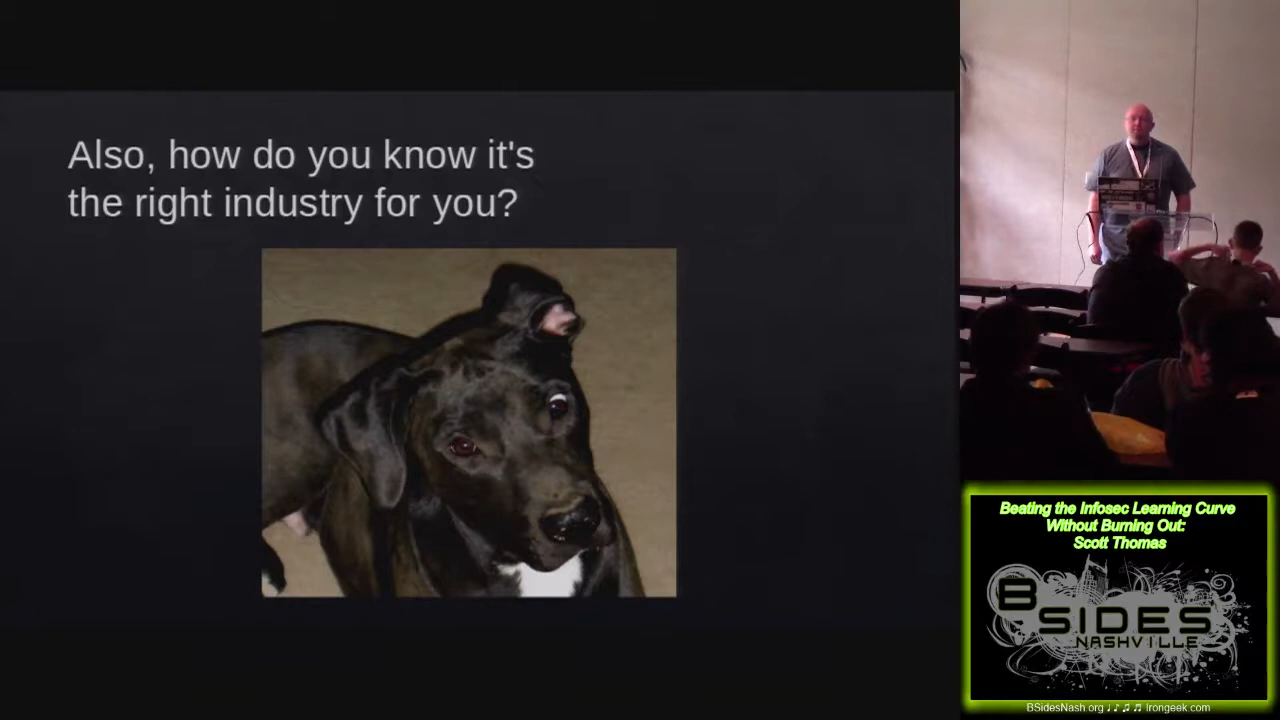 Also, how do you know it's
the right industry for you?
Beating the Infosec Learning Curve
Without Burning Out:
Scott Thomas
BSIDES
NASHVILLE
BSidesNash.org ♩ ♪ ♫ ♬ Irongeek.com